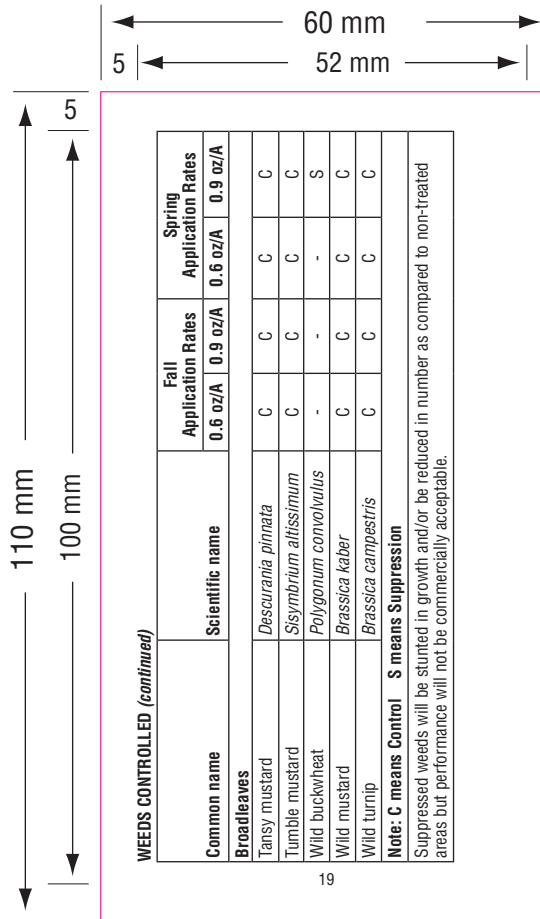 60 mm
5 52 mm
5
110 mm
100 mm
WEEDS CONTROLLED (continued)
Fall Application Rates Spring Application Rates
Common name Scientific name 0.6 oz/A 0.9 oz/A 0.6 oz/A 0.9 oz/A
Broadleaves
Tansy mustard Descurania pinnata C C C C
Tumble mustard Sisymbrium altissimum C C C C
Wild buckwheat Polygonum convolvulus - - - S
Wild mustard Brassica kaber C C C C
Wild turnip Brassica campestris C C C C
Note: C means Control S means Suppression
Suppressed weeds will be stunted in growth and/or be reduced in number as compared to non-treated
areas but performance will not be commercially acceptable.
19